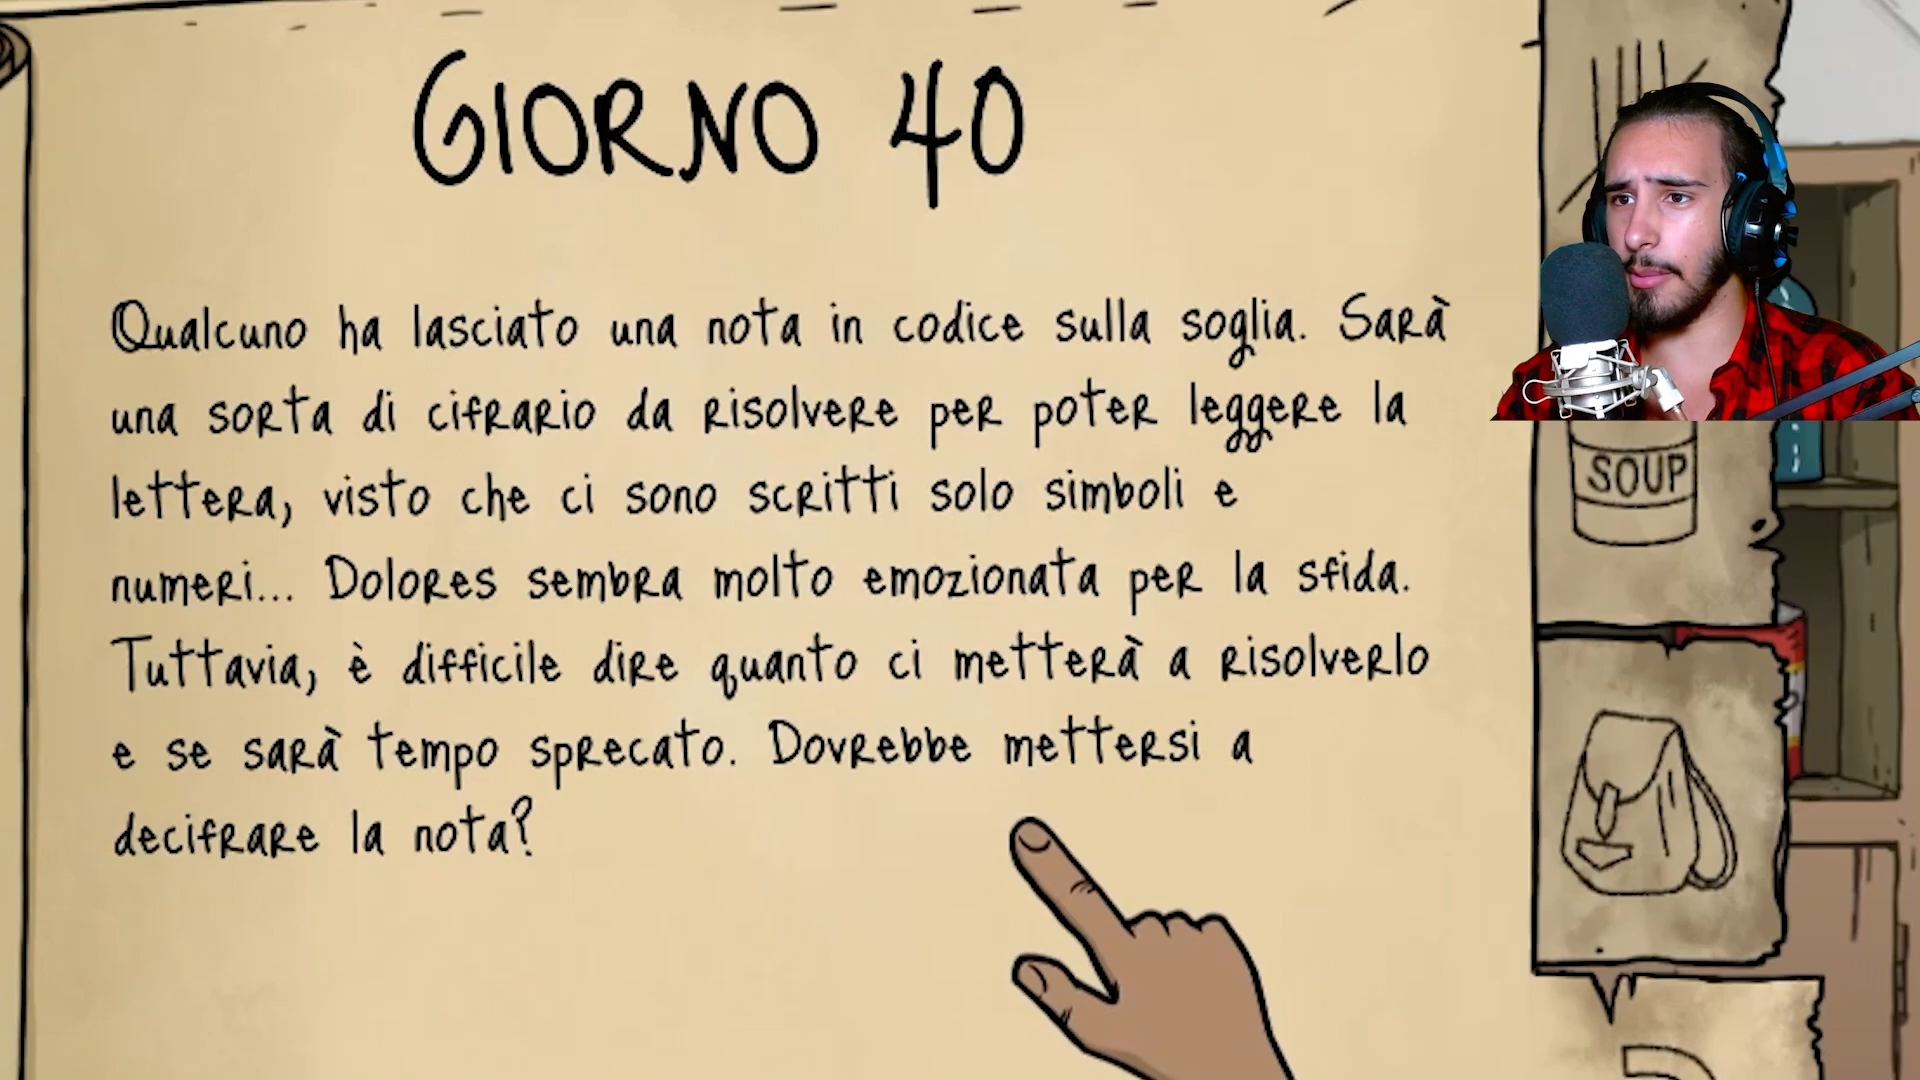 GIORNO 40
Qualcuno ha lasciato una nota in codice sulla soglia. Sarà
una sorta di cifrario da risolvere per poter leggere la
lettera, visto che ci sono scritti solo simboli e
numeri... Dolores sembra molto emozionata per la sfida.
Tuttavia, è difficile dire quanto ci metterà a risolverlo
e se sarà tempo sprecato. Dovrebbe mettersi a
decifrare la nota?
SOUP